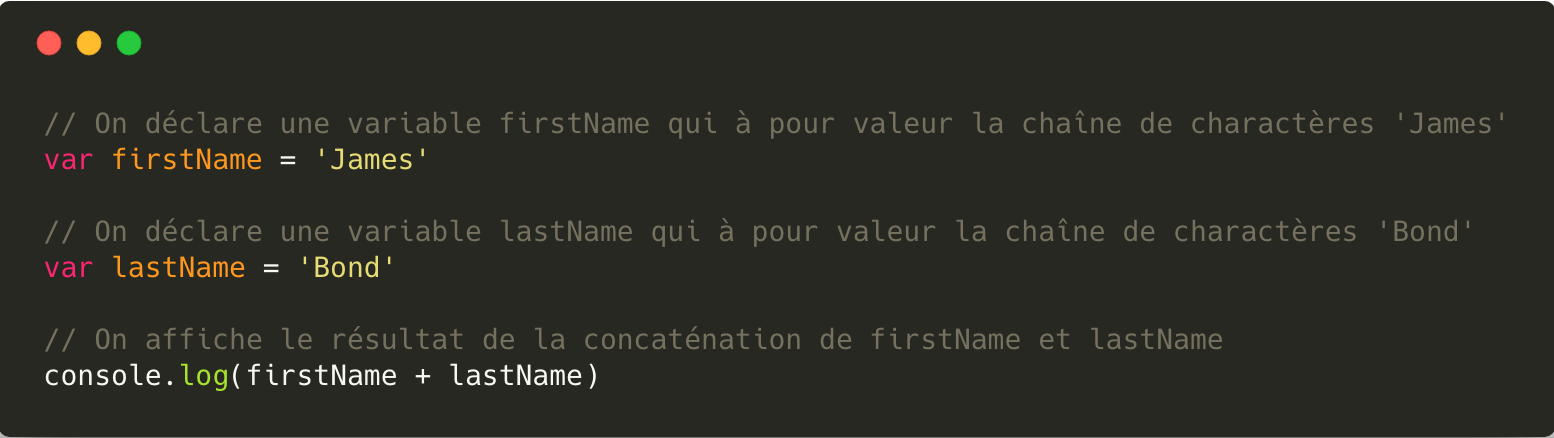 // On déclare une variable firstName qui à pour valeur la chaîne de charactères 'James'
var firstName = 'James'
// On déclare une variable lastName qui à pour valeur la chaîne de charactères 'Bond'
var lastName = 'Bond'
// On affiche le résultat de la concaténation de firstName et lastName
console.log(firstName + lastName)